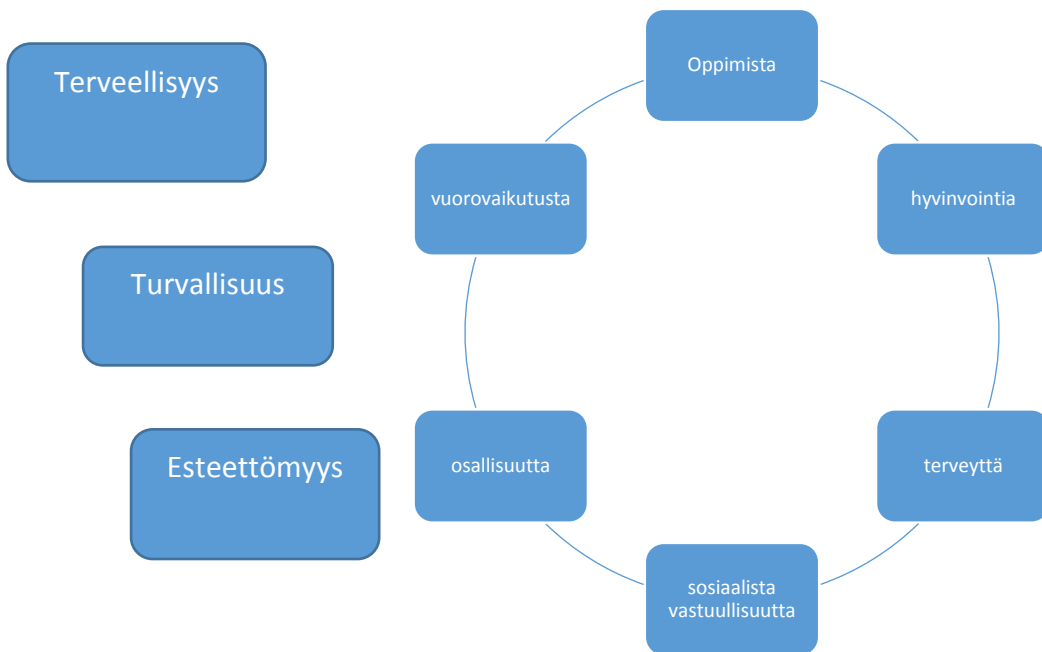 Terveellisyys
Turvallisuus
Esteettömyys
Oppimista
hyvinvointia
terveyttä
sosiaalista
vastuullisuutta
osallisuutta
vuorovaikutusta